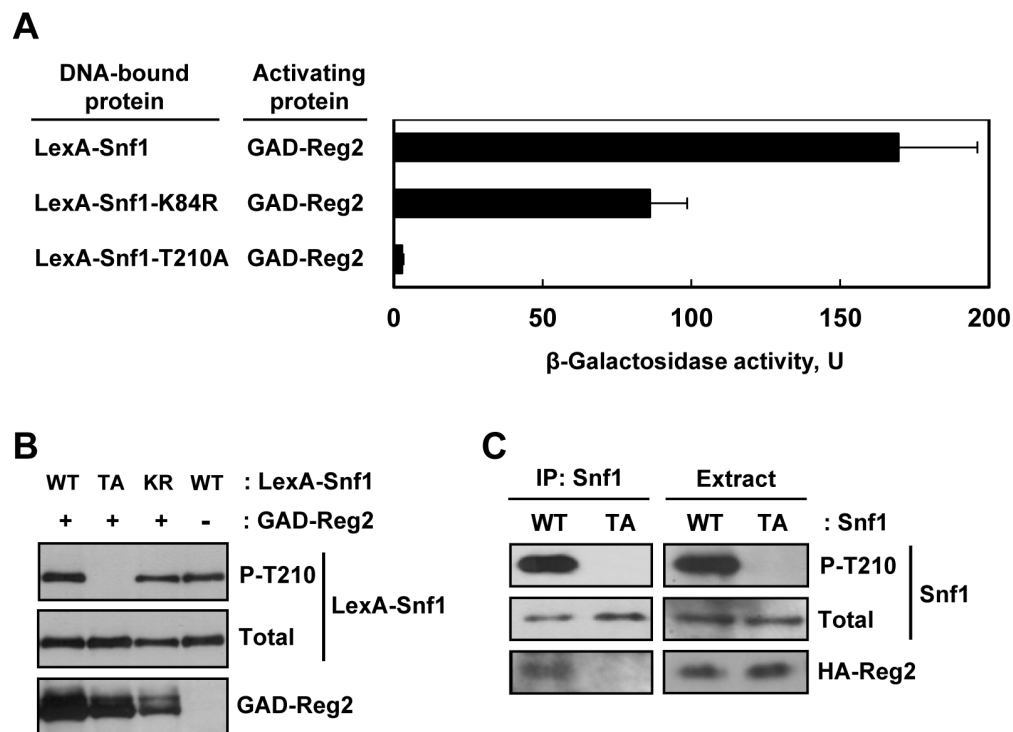 A
DNA-bound protein
Activating protein
LexA-Snf1 GAD-Reg2
LexA-Snf1-K84R GAD-Reg2
LexA-Snf1-T210A GAD-Reg2
0 50 100 150 200
β-Galactosidase activity, U
B
WT TA KR WT : LexA-Snf1
+ + + - : GAD-Reg2
P-T210
Total
LexA-Snf1
GAD-Reg2
C
IP: Snf1 Extract
WT TA WT TA : Snf1
P-T210
Total
Snf1
HA-Reg2